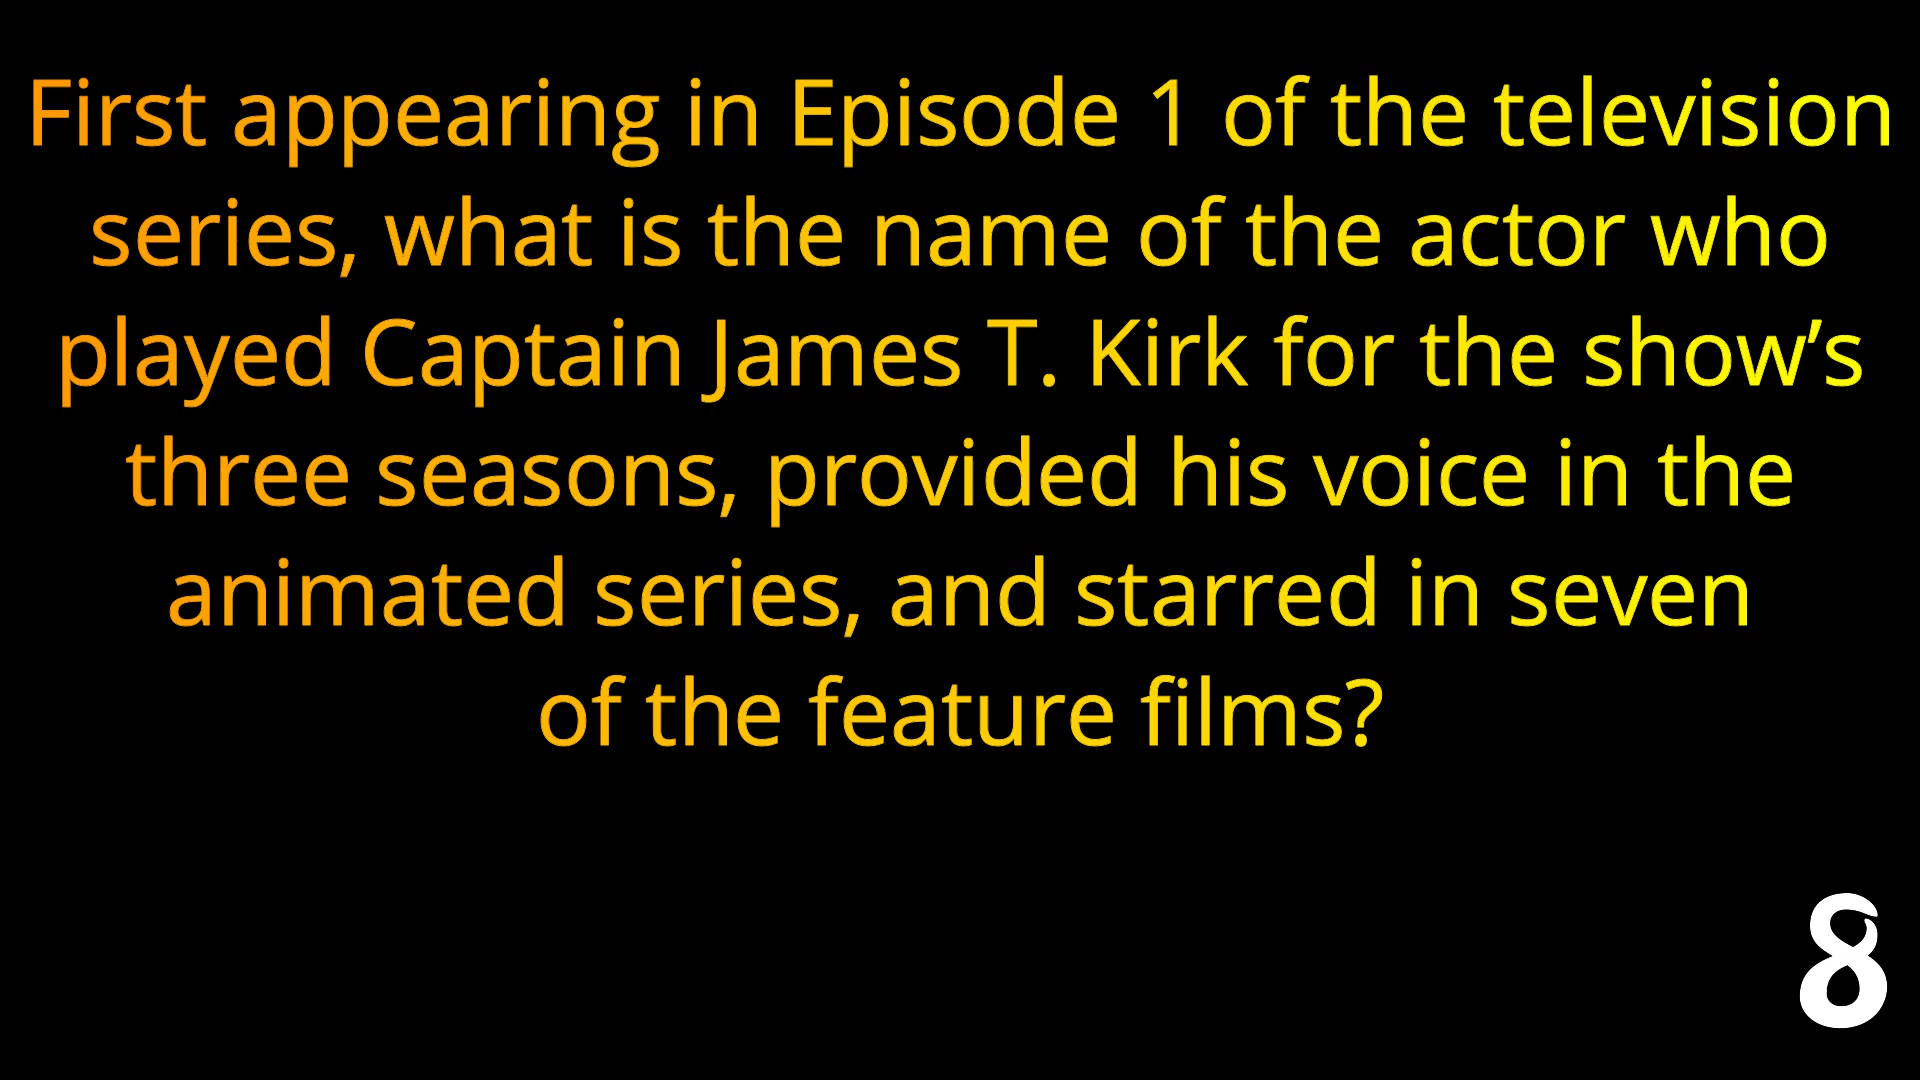 First appearing in Episode 1 of the television
series, what is the name of the actor who
played Captain James T. Kirk for the show’s
three seasons, provided his voice in the
animated series, and starred in seven
of the feature films?
8